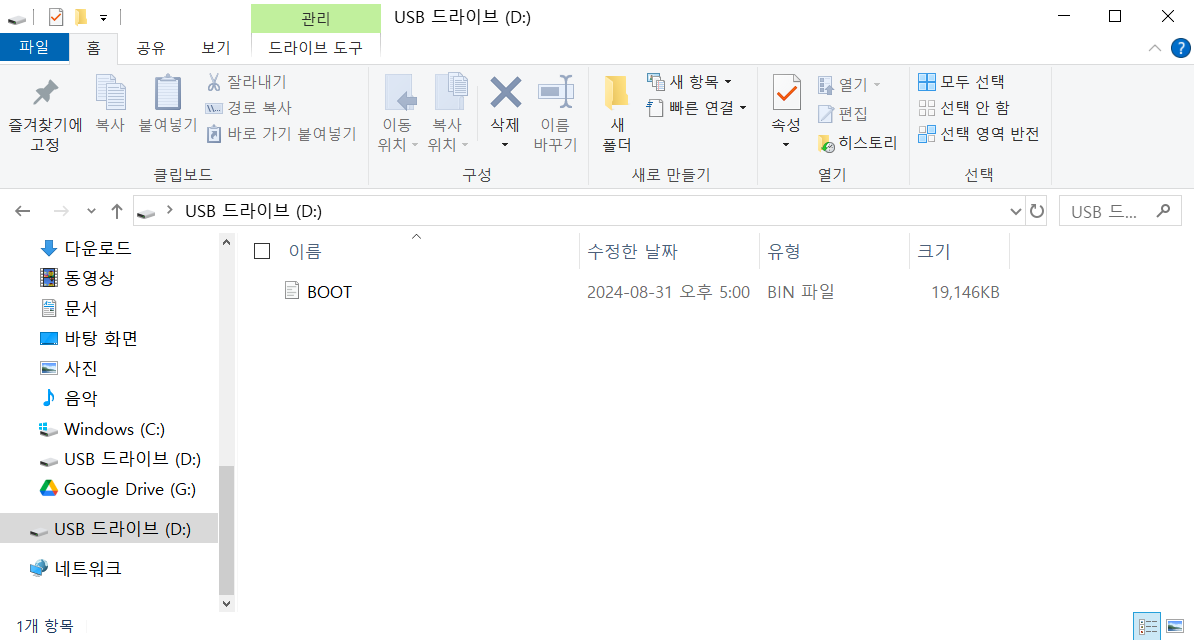 관리
USB 드라이브 (D:)
파일
홈
공유
보기
드라이브 도구
즐겨찾기에
고정
복사
붙여넣기
잘라내기
경로 복사
바로 가기 붙여넣기
클립보드
이동
위치
복사
위치
삭제
이름
바꾸기
구성
새
폴더
새 항목
빠른 연결
새로 만들기
속성
열기
편집
히스토리
열기
모두 선택
선택 안 함
선택 영역 반전
선택
USB 드라이브 (D:)
USB 드...
다운로드
동영상
문서
바탕 화면
사진
음악
Windows (C:)
USB 드라이브 (D:)
Google Drive (G:)
USB 드라이브 (D:)
네트워크
이름
수정한 날짜
유형
크기
BOOT
2024-08-31 오후 5:00
BIN 파일
19,146KB
1개 항목